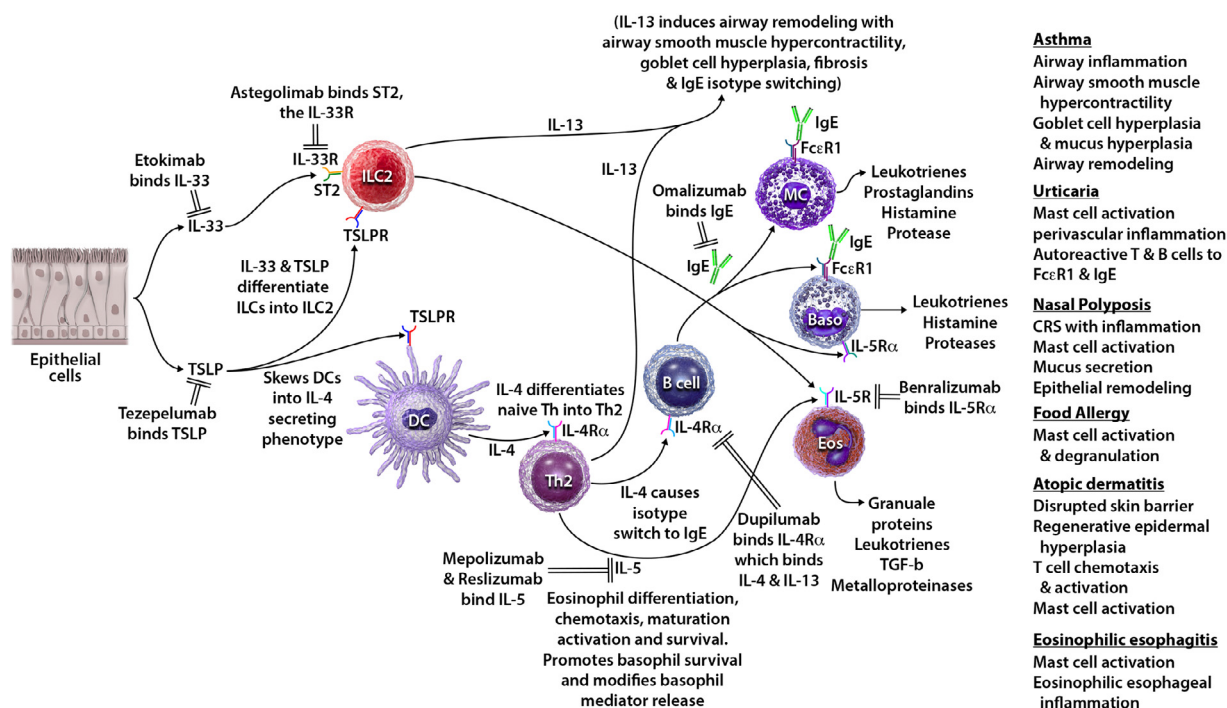 (IL-13 induces airway remodeling with
airway smooth muscle hypercontractility,
goblet cell hyperplasia, fibrosis
& IgE isotype switching)
Astegolimab binds ST2,
the IL-33R
IL-13
IL-13
Etokimab
binds IL-33
IL-33R
ST2
ILC2
TSLPR
IL-33
IL-33 & TSLP
differentiate
ILCs into ILC2
Epithelial
cells
TSLP
Tezepelumab
binds TSLP
Skews DCs
into IL-4
secreting
phenotype
TSLPR
DC
IL-4
IL-4 differentiates
naive Th into Th2
IL-4Rα
Th2
B cell
IL-4Rα
IL-4 causes
isotype
switch to IgE
Omalizumab
binds IgE
IgE
IgE
FcεR1
MC
Leukotrienes
Prostaglandins
Histamine
Protease
IgE
FcεR1
Baso
IL-5Rα
Leukotrienes
Histamine
Proteases
IL-5R
Benralizumab
binds IL-5Rα
Eos
Granuale
proteins
Leukotrienes
TGF-b
Metalloproteinases
Dupilumab
binds IL-4Rα
which binds
IL-4 & IL-13
Mepolizumab
& Reslizumab
bind IL-5
IL-5
Eosinophil differentiation,
chemotaxis, maturation
activation and survival.
Promotes basophil survival
and modifies basophil
mediator release
Asthma
Airway inflammation
Airway smooth muscle
hypercontractility
Goblet cell hyperplasia
& mucus hyperplasia
Airway remodeling
Urticaria
Mast cell activation
perivascular inflammation
Autoreactive T & B cells to
FcεR1 & IgE
Nasal Polyposis
CRS with inflammation
Mast cell activation
Mucus secretion
Epithelial remodeling
Food Allergy
Mast cell activation
& degranulation
Atopic dermatitis
Disrupted skin barrier
Regenerative epidermal
hyperplasia
T cell chemotaxis
& activation
Mast cell activation
Eosinophilic esophagitis
Mast cell activation
Eosinophilic esophageal
inflammation